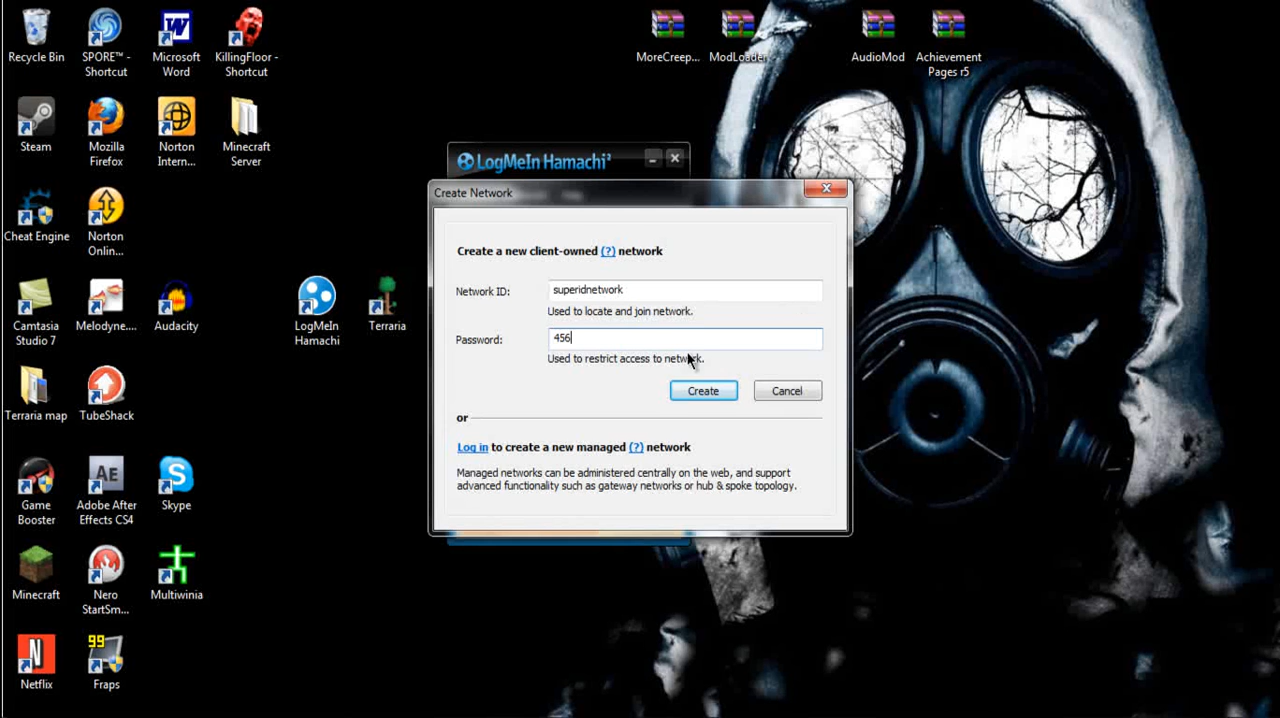 Recycle Bin
SPORE™ - Shortcut
Microsoft Word
KillingFloor - Shortcut
MoreCreep...
ModLoader
AudioMod
Achievement Pages r5
Steam
Mozilla Firefox
Norton Intern...
Minecraft Server
Cheat Engine
Norton Onlin...
Camtasia Studio 7
Melodyne....
Audacity
LogMeIn Hamachi
Terraria
Terraria map
TubeShack
Game Booster
AE
Adobe After Effects CS4
Skype
Minecraft
Nero StartSm...
Multiwinia
N
Netflix
99
Fraps
LogMeIn Hamachi²
Create Network
Create a new client-owned (?) network
Network ID: superidnetwork
Used to locate and join network.
Password: 456
Used to restrict access to network.
Create Cancel
or
Log in to create a new managed (?) network
Managed networks can be administered centrally on the web, and support
advanced functionality such as gateway networks or hub & spoke topology.